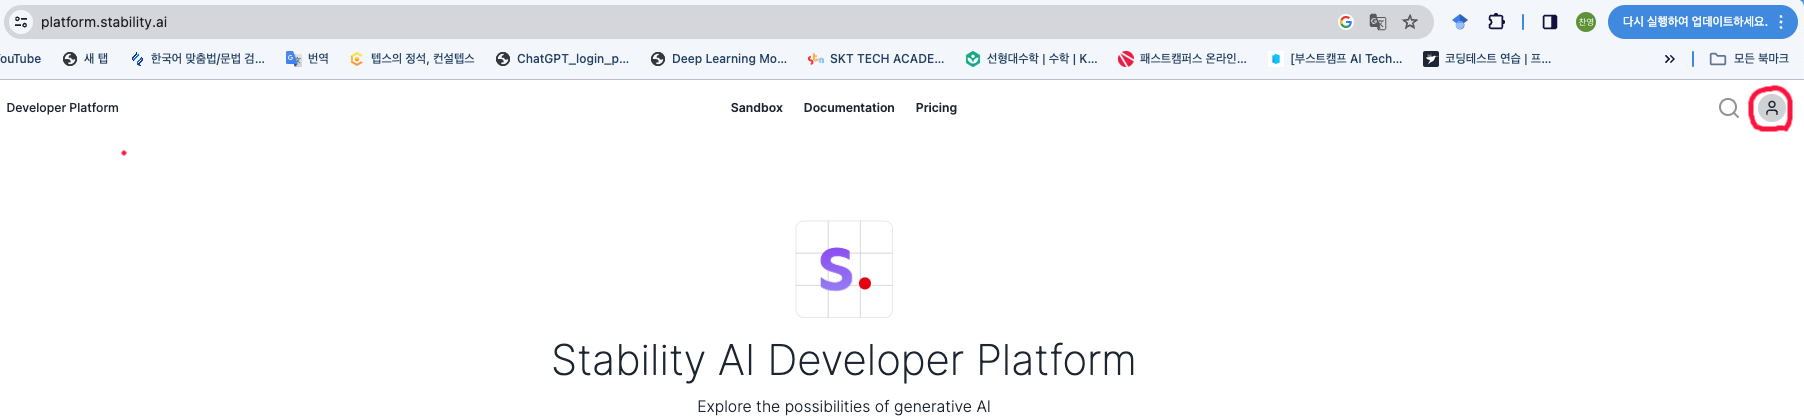 platform.stability.ai
찬영
다시 실행하여 업데이트하세요.
ouTube 새 탭 한국어 맞춤법/문법 검... 번역 텝스의 정석, 컨설텝스 ChatGPT_login_p... Deep Learning Mo... SKT TECH ACADE... 선형대수학 | 수학 | K... 패스트캠퍼스 온라인... [부스트캠프 AI Tech... 코딩테스트 연습 | 프... » 모든 북마크
Developer Platform Sandbox Documentation Pricing
S.
Stability AI Developer Platform
Explore the possibilities of generative AI